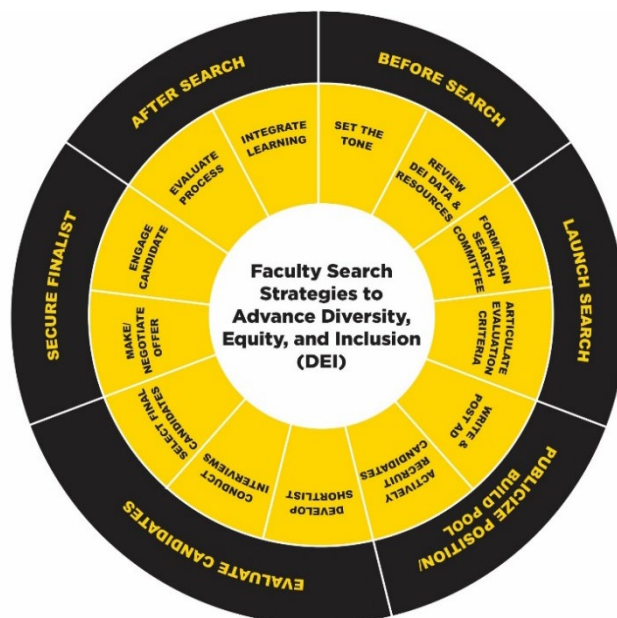 Faculty Search
Strategies to
Advance Diversity,
Equity, and Inclusion
(DEI)
BEFORE SEARCH
SET THE
TONE
REVIEW
DEI DATA &
RESOURCES
LAUNCH SEARCH
FORM/TRAIN
SEARCH
COMMITTEE
ARTICULATE
EVALUATION
CRITERIA
PUBLICIZE POSITION/
BUILD POOL
WRITE &
POST AD
ACTIVELY
RECRUIT
CANDIDATES
EVALUATE CANDIDATES
DEVELOP
SHORTLIST
CONDUCT
INTERVIEWS
SELECT FINAL
CANDIDATES
SECURE FINALIST
MAKE/
NEGOTIATE
OFFER
ENGAGE
CANDIDATE
AFTER SEARCH
EVALUATE
PROCESS
INTEGRATE
LEARNING